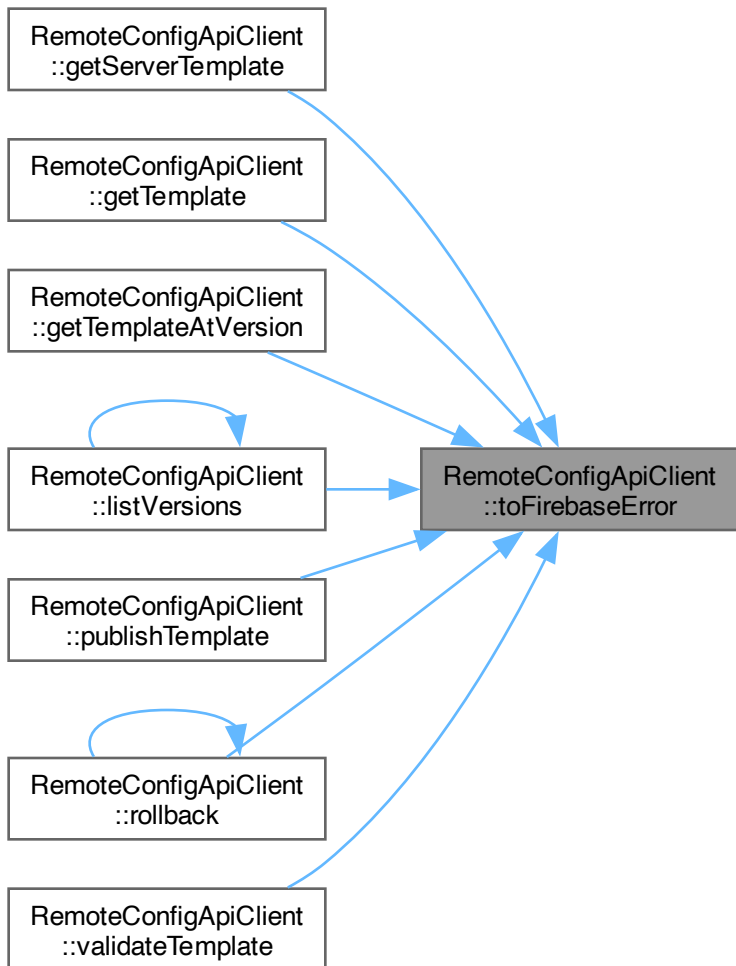 RemoteConfigApiClient
::getServerTemplate
RemoteConfigApiClient
::getTemplate
RemoteConfigApiClient
::getTemplateAtVersion
RemoteConfigApiClient
::listVersions
RemoteConfigApiClient
::toFirebaseError
RemoteConfigApiClient
::publishTemplate
RemoteConfigApiClient
::rollback
RemoteConfigApiClient
::validateTemplate